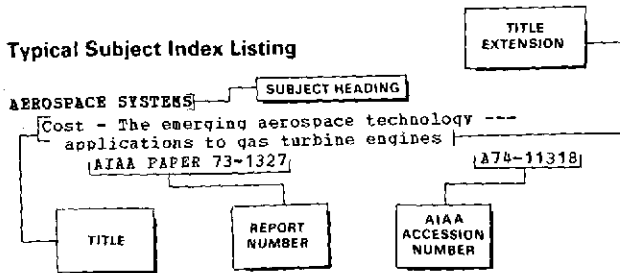 TITLE
EXTENSION
Typical Subject Index Listing
SUBJECT HEADING
AEROSPACE SYSTEMS
Cost - The emerging aerospace technology ---
applications to gas turbine engines
AIAA PAPER 73-1327
A74-11318
TITLE
REPORT
NUMBER
AIAA
ACCESSION
NUMBER